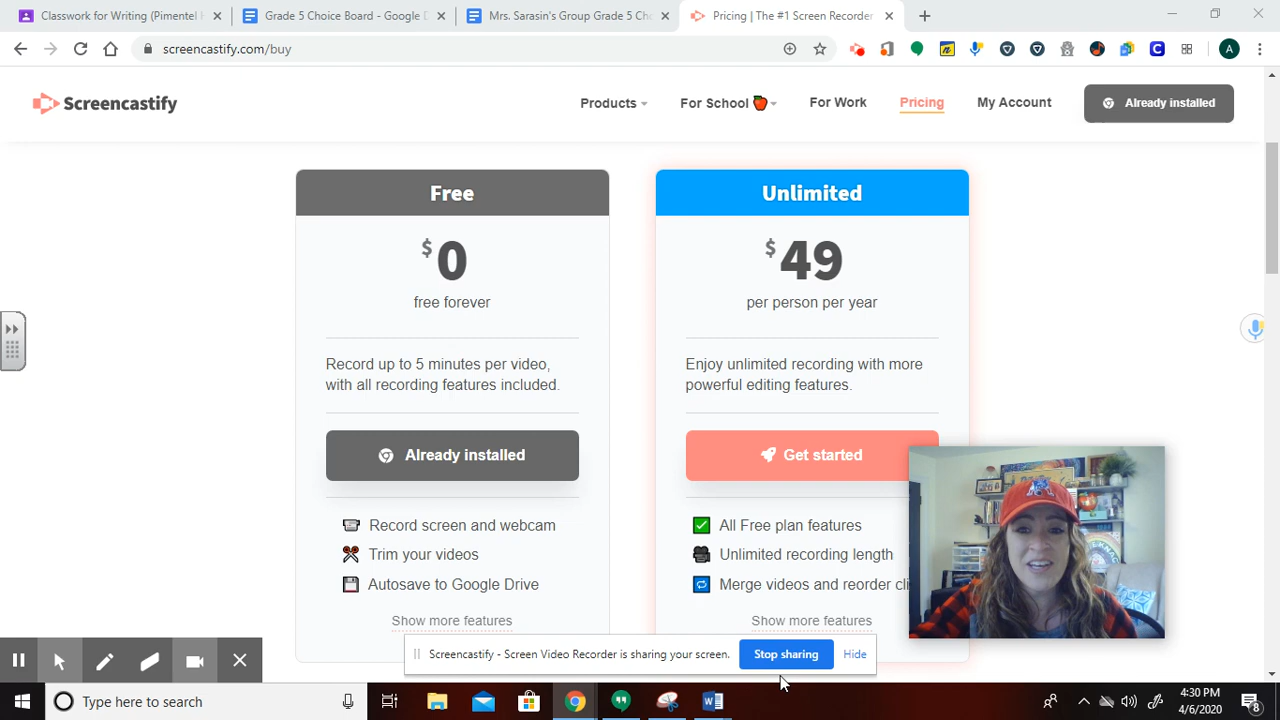 Classwork for Writing (Pimentel
Grade 5 Choice Board - Google D
Mrs. Sarasin's Group Grade 5 Cho
Pricing | The #1 Screen Recorder
screencastify.com/buy
A
Screencastify
Products
For School
For Work
Pricing
My Account
Already installed
Free
$0
free forever
Record up to 5 minutes per video,
with all recording features included.
Already installed
Record screen and webcam
Trim your videos
Autosave to Google Drive
Show more features
Unlimited
$49
per person per year
Enjoy unlimited recording with more
powerful editing features.
Get started
All Free plan features
Unlimited recording length
Merge videos and reorder cli
Show more features
Screencastify - Screen Video Recorder is sharing your screen.
Stop sharing
Hide
Type here to search
4:30 PM
4/6/2020
8